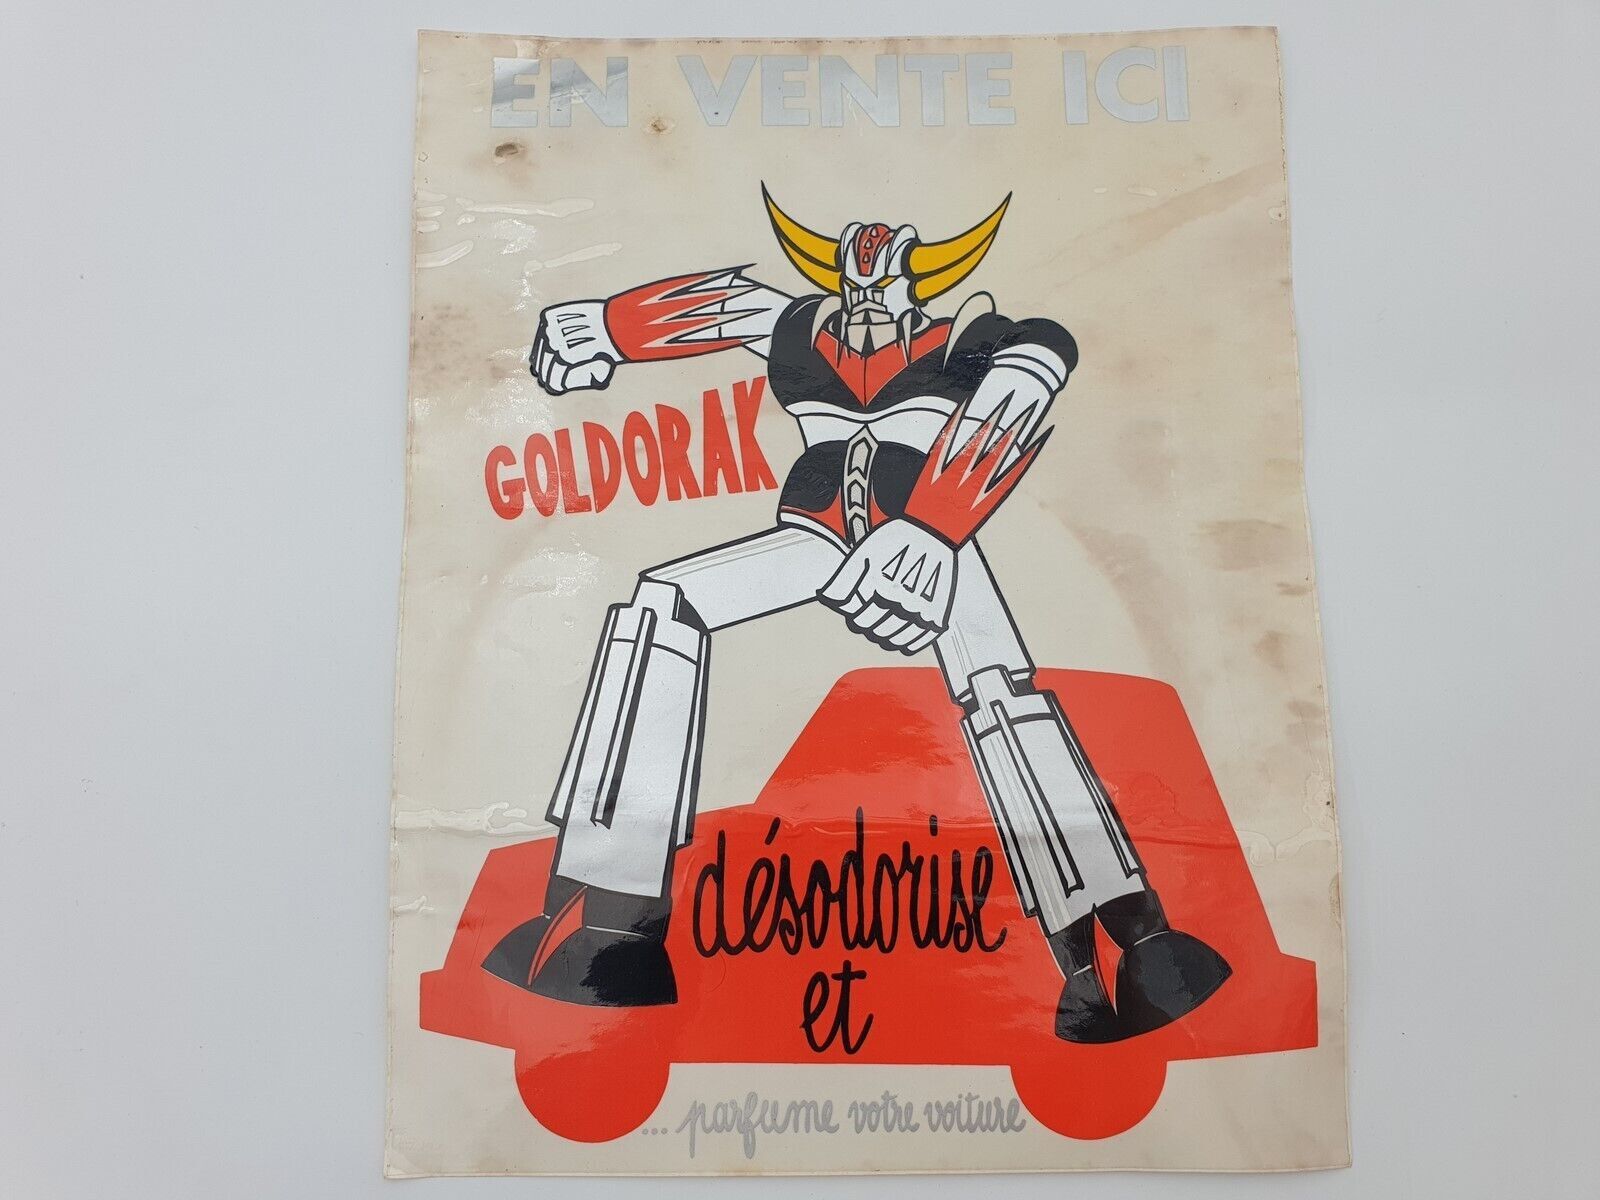 EN VENTE ICI
GOLDORAK
désodorise
et
... parfume votre voiture